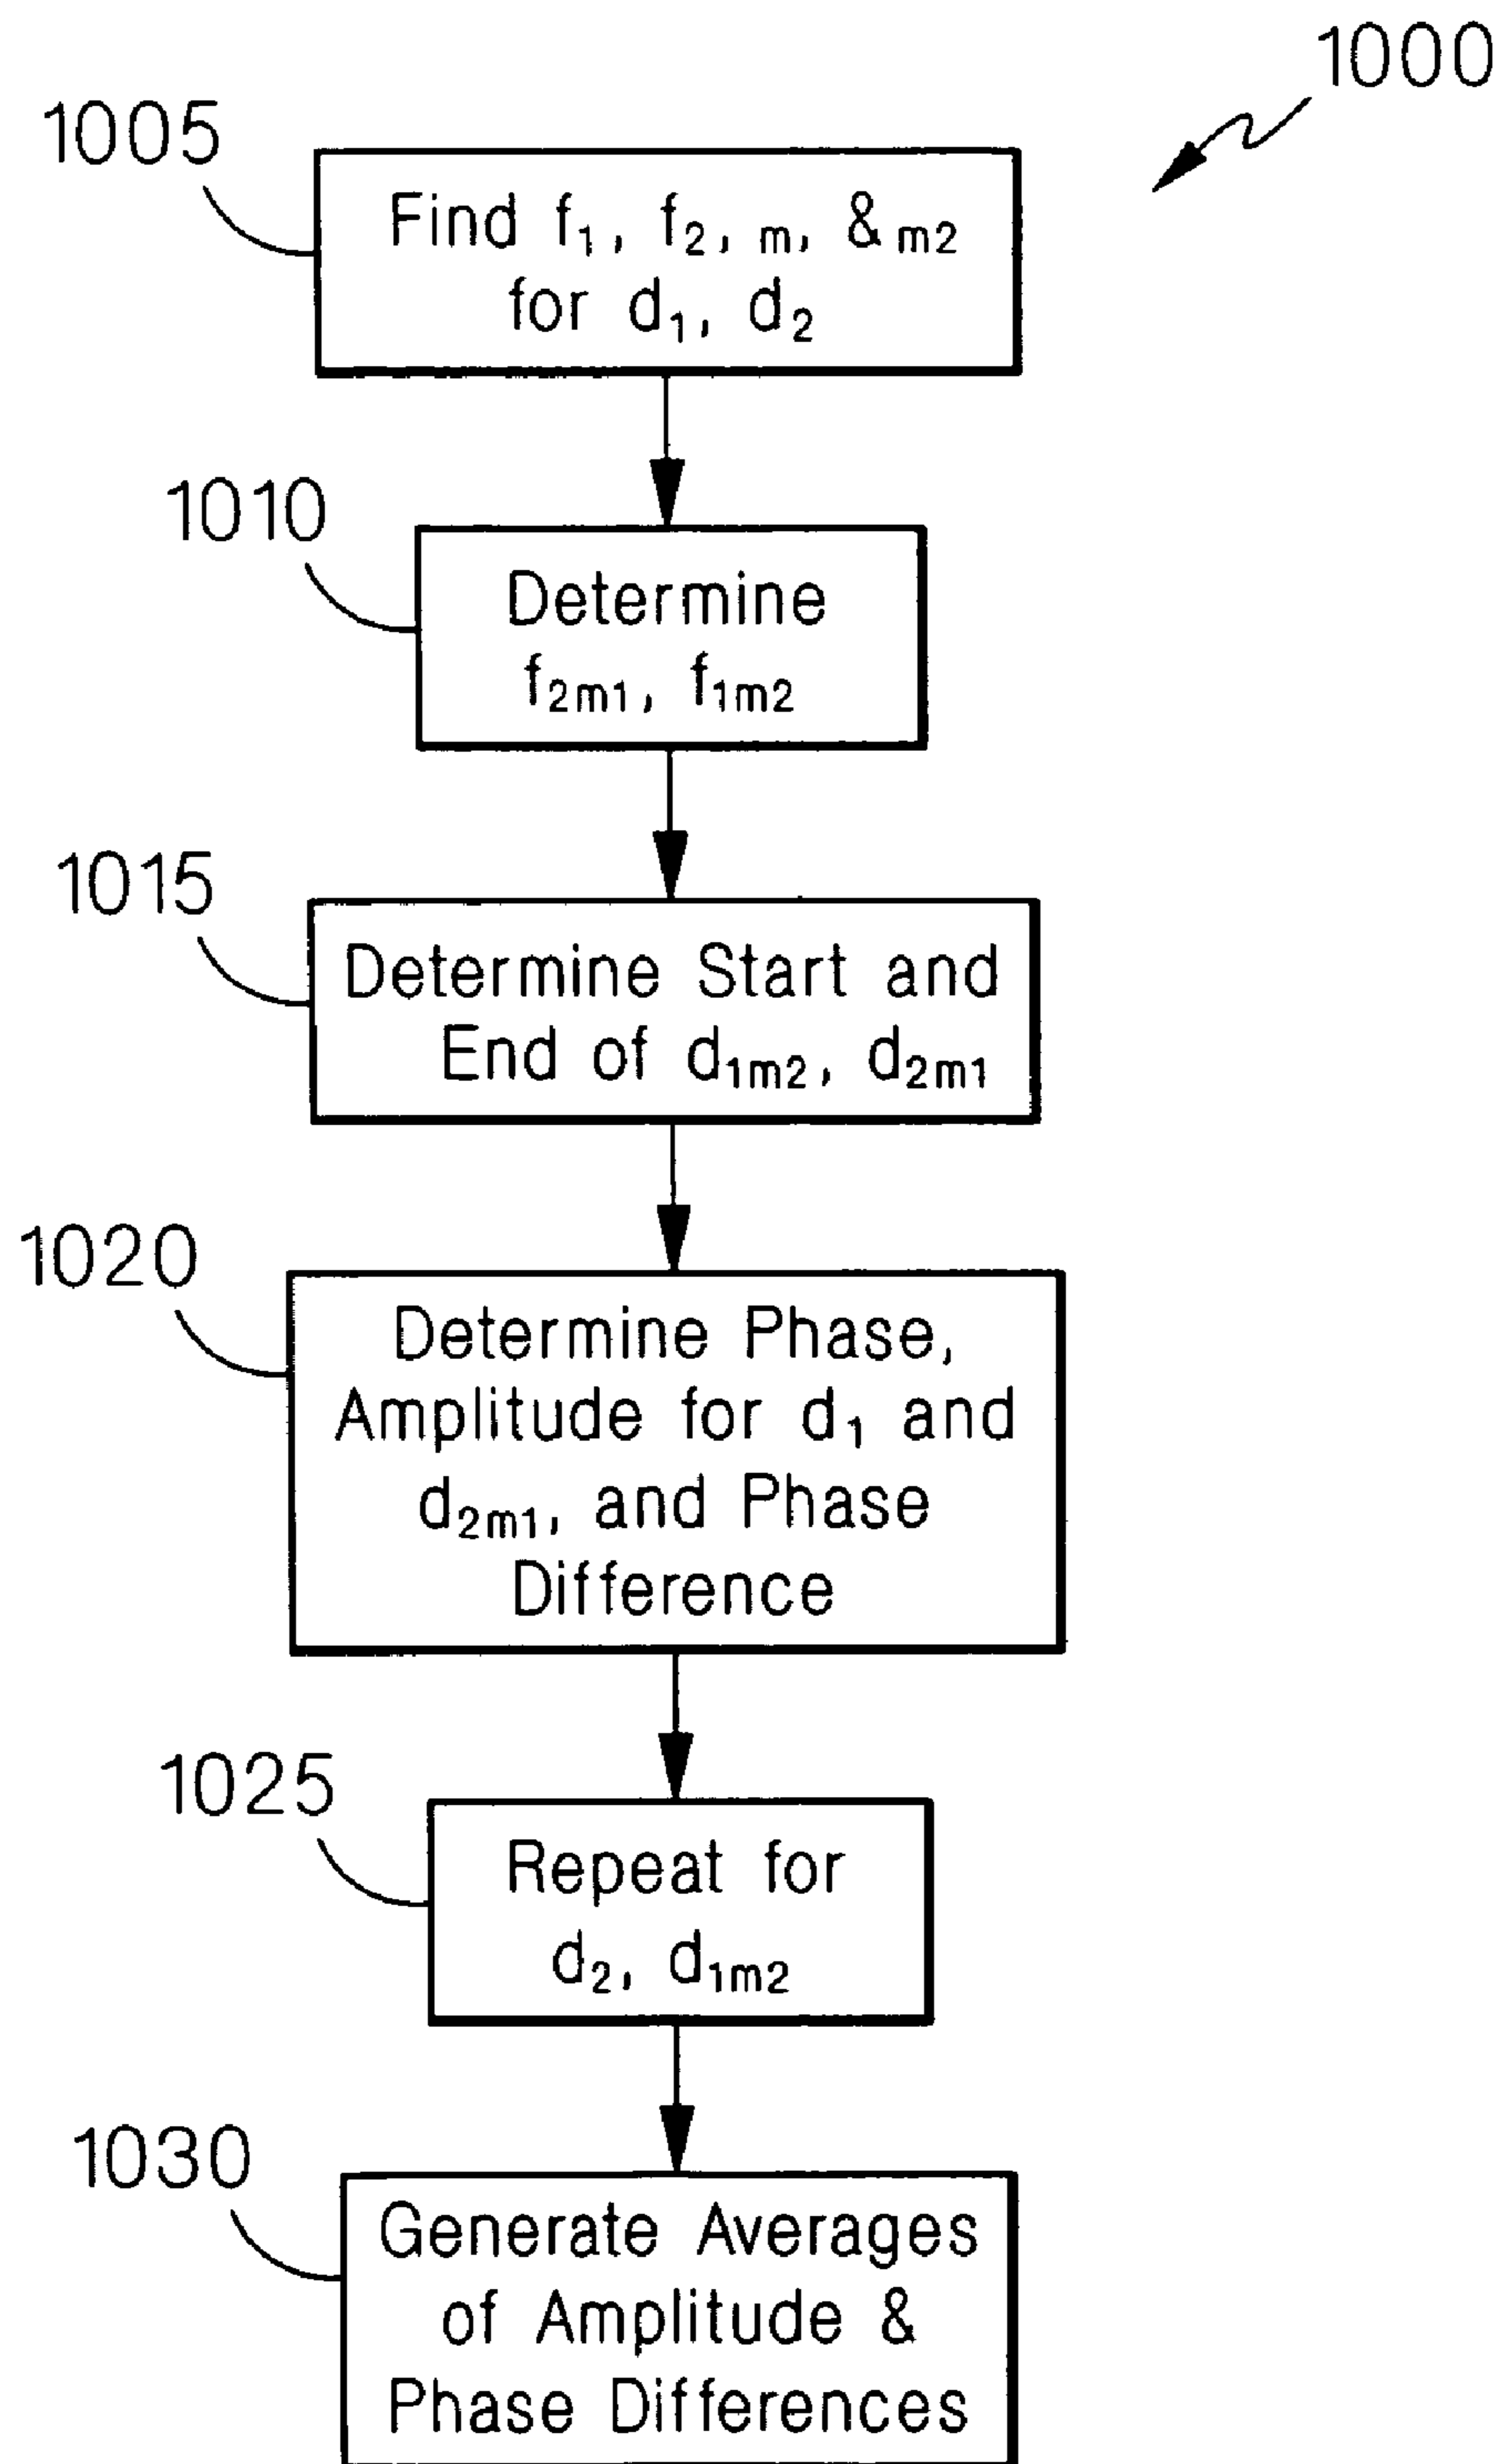 1000
1005
Find f₁, f₂, m, & m2
for d₁, d₂
1010
Determine
f₂ₘ₁, f₁ₘ₂
1015
Determine Start and
End of d₁ₘ₂, d₂ₘ₁
1020
Determine Phase,
Amplitude for d₁ and
d₂ₘ₁, and Phase
Difference
1025
Repeat for
d₂, d₁ₘ₂
1030
Generate Averages
of Amplitude &
Phase Differences